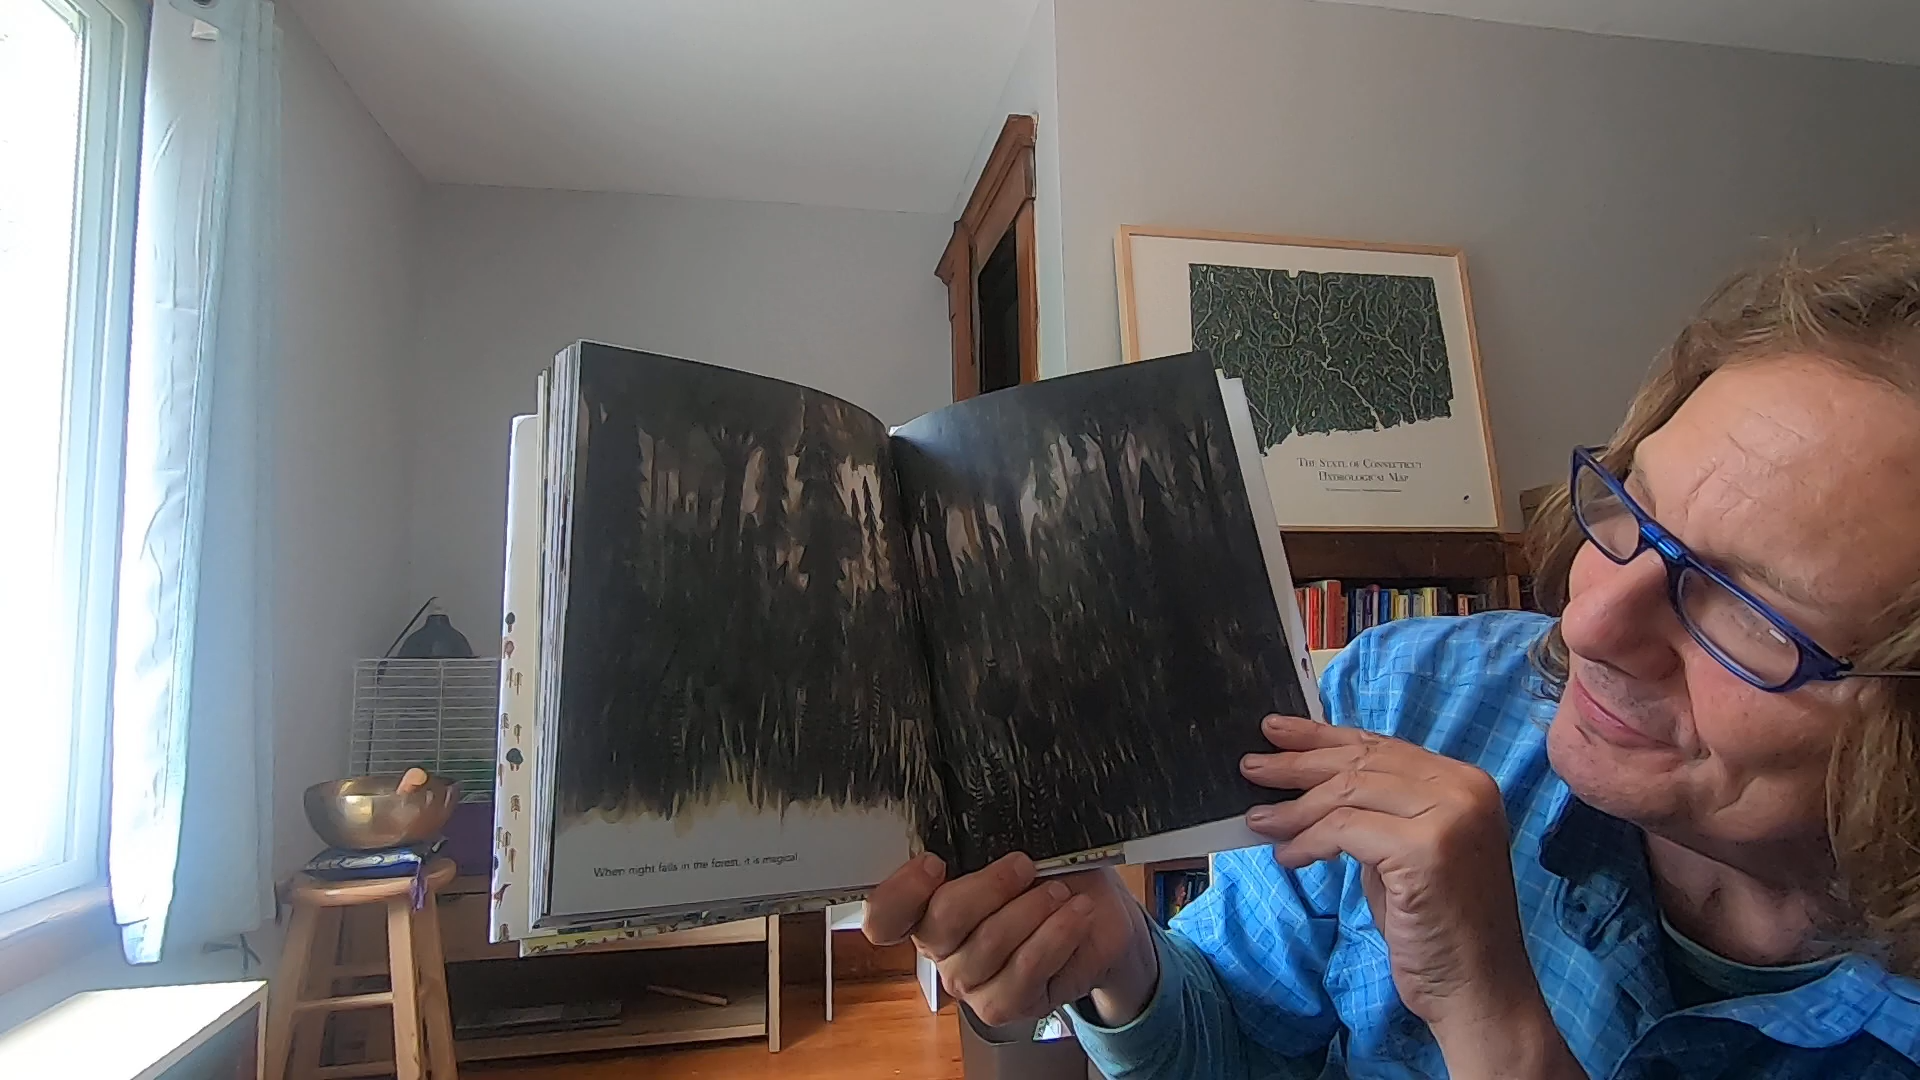 THE STATE OF CONNECTICUT
HYDROLOGICAL MAP
When night falls in the forest, it is magical.